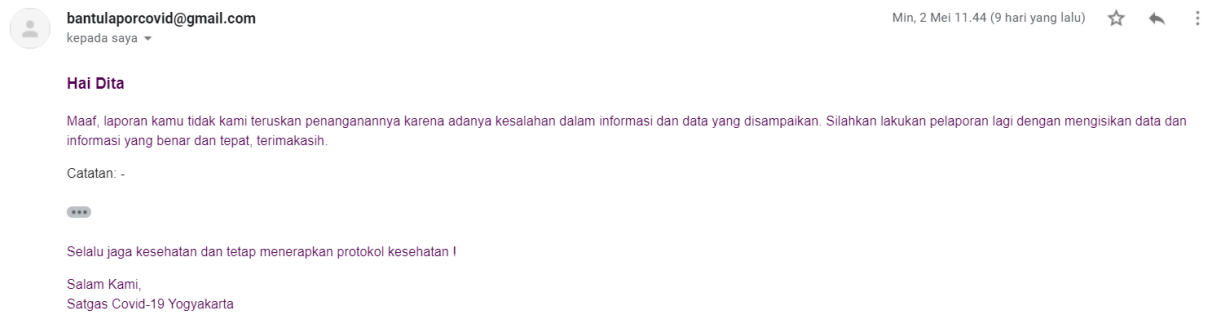 bantulaporcovid@gmail.com
Min, 2 Mei 11.44 (9 hari yang lalu)
kepada saya
Hai Dita
Maaf, laporan kamu tidak kami teruskan penanganannya karena adanya kesalahan dalam informasi dan data yang disampaikan. Silahkan lakukan pelaporan lagi dengan mengisikan data dan
informasi yang benar dan tepat, terimakasih.
Catatan: -
Selalu jaga kesehatan dan tetap menerapkan protokol kesehatan !
Salam Kami,
Satgas Covid-19 Yogyakarta